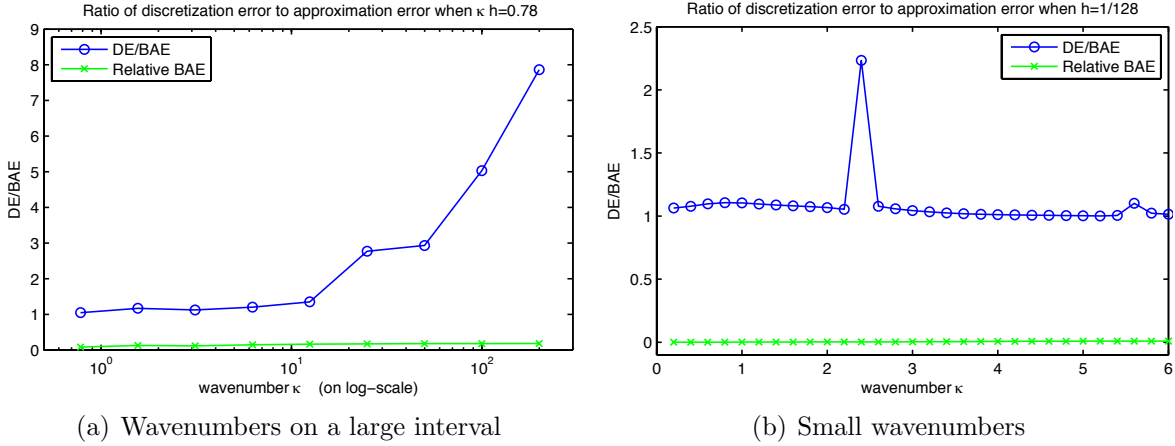 Ratio of discretization error to approximation error when κ h=0.78
9
8
7
6
5
4
3
2
1
0
DE/BAE
DE/BAE
Relative BAE
10^0
10^1
10^2
wavenumber κ (on log−scale)
(a) Wavenumbers on a large interval
Ratio of discretization error to approximation error when h=1/128
2.5
2
1.5
1
0.5
0
DE/BAE
DE/BAE
Relative BAE
0
1
2
3
4
5
6
wavenumber κ
(b) Small wavenumbers